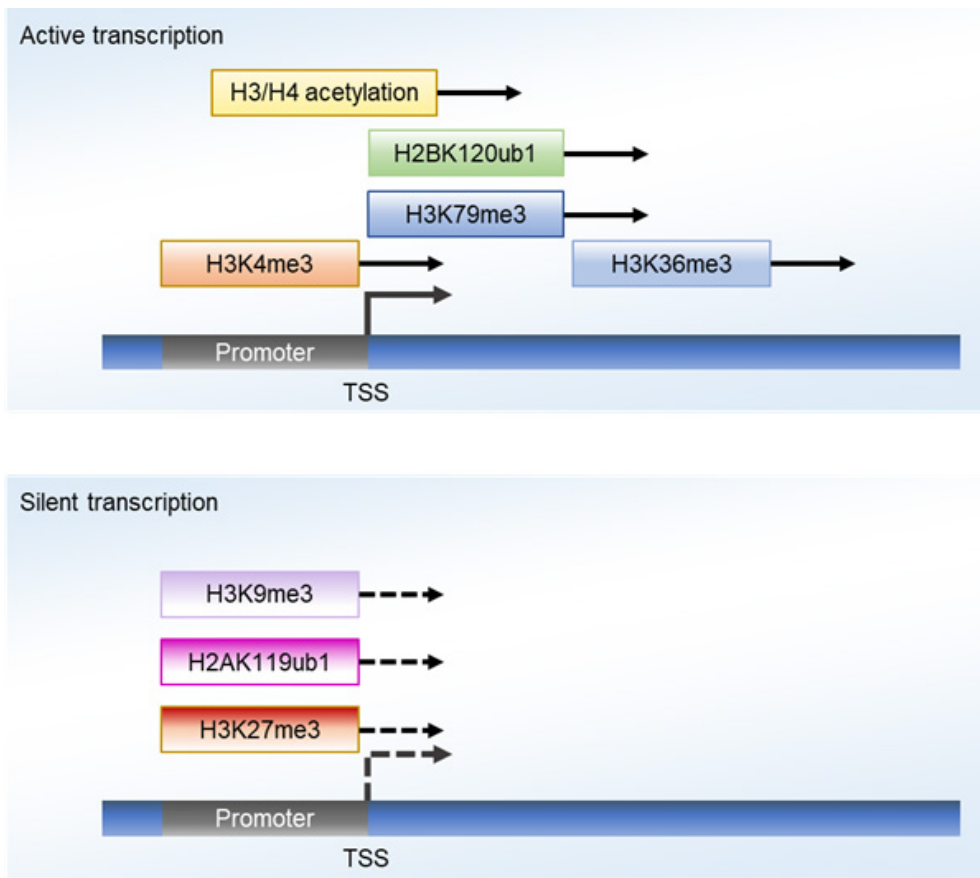 Active transcription
H3/H4 acetylation
H2BK120ub1
H3K79me3
H3K4me3
H3K36me3
Promoter
TSS
Silent transcription
H3K9me3
H2AK119ub1
H3K27me3
Promoter
TSS